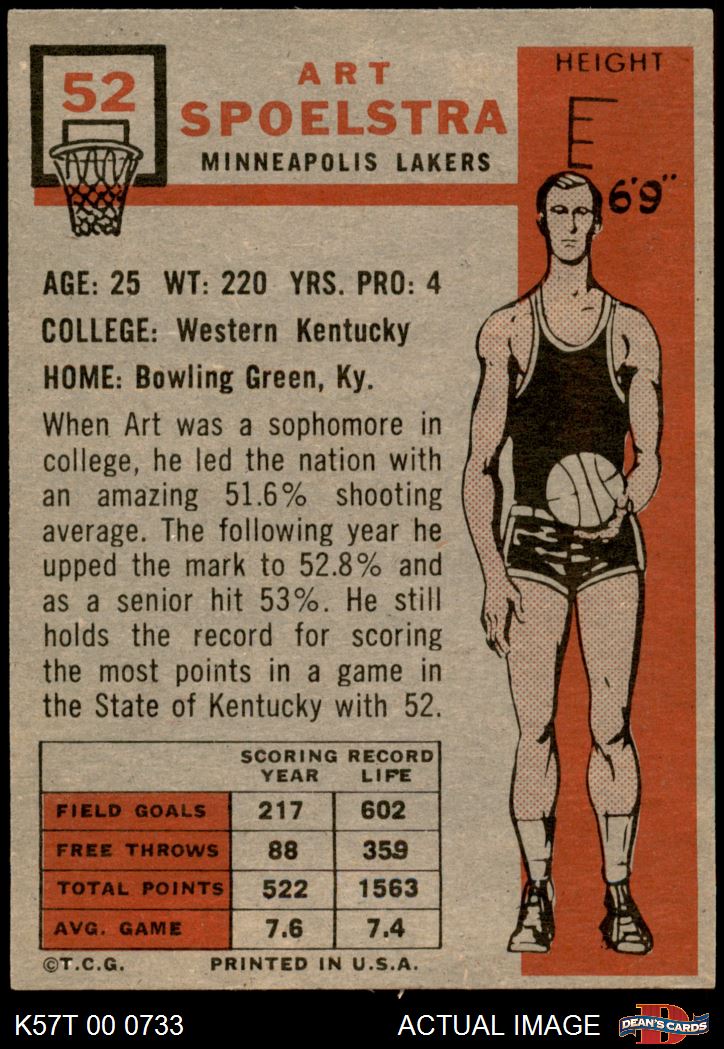 52
ART
SPOELSTRA
MINNEAPOLIS LAKERS
HEIGHT
6'9"
AGE: 25 WT: 220 YRS. PRO: 4
COLLEGE: Western Kentucky
HOME: Bowling Green, Ky.
When Art was a sophomore in
college, he led the nation with
an amazing 51.6% shooting
average. The following year he
upped the mark to 52.8% and
as a senior hit 53%. He still
holds the record for scoring
the most points in a game in
the State of Kentucky with 52.
SCORING RECORD
YEAR LIFE
FIELD GOALS 217 602
FREE THROWS 88 359
TOTAL POINTS 522 1563
AVG. GAME 7.6 7.4
©T.C.G. PRINTED IN U.S.A.
K57T 00 0733 ACTUAL IMAGE
D
DEAN'S CARDS